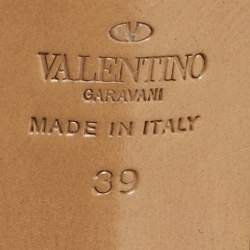 VALENTINO
GARAVANI
MADE IN ITALY
39